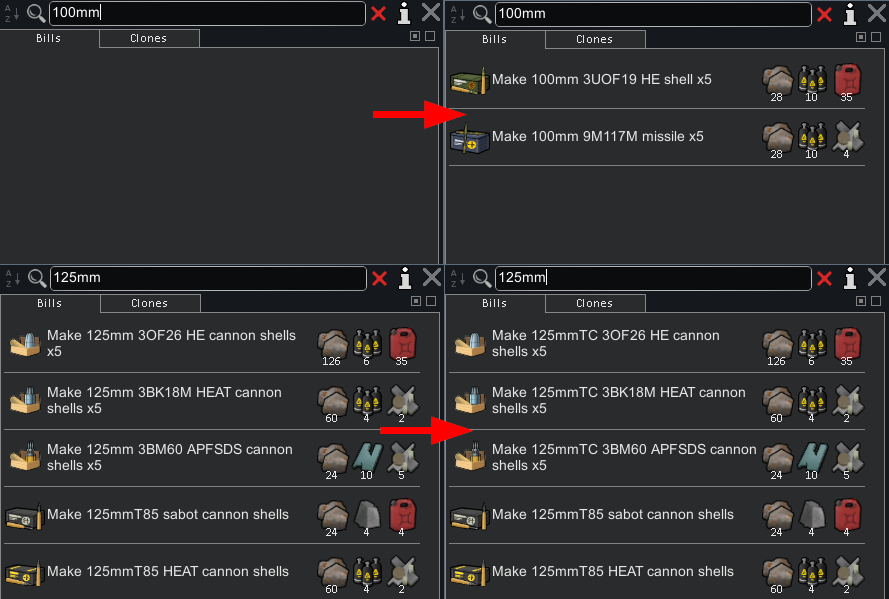 100mm
Bills
Clones
100mm
Bills
Clones
Make 100mm 3UOF19 HE shell x5
28
10
35
Make 100mm 9M117M missile x5
28
10
4
125mm
Bills
Clones
Make 125mm 3OF26 HE cannon shells
x5
126
6
35
Make 125mm 3BK18M HEAT cannon
shells x5
60
4
2
Make 125mm 3BM60 APFSDS cannon
shells x5
24
10
5
Make 125mmT85 sabot cannon shells
24
4
4
Make 125mmT85 HEAT cannon shells
60
4
2
125mm
Bills
Clones
Make 125mmTC 3OF26 HE cannon
shells x5
126
6
35
Make 125mmTC 3BK18M HEAT cannon
shells x5
60
4
2
Make 125mmTC 3BM60 APFSDS cannon
shells x5
24
10
5
Make 125mmT85 sabot cannon shells
24
4
4
Make 125mmT85 HEAT cannon shells
60
4
2